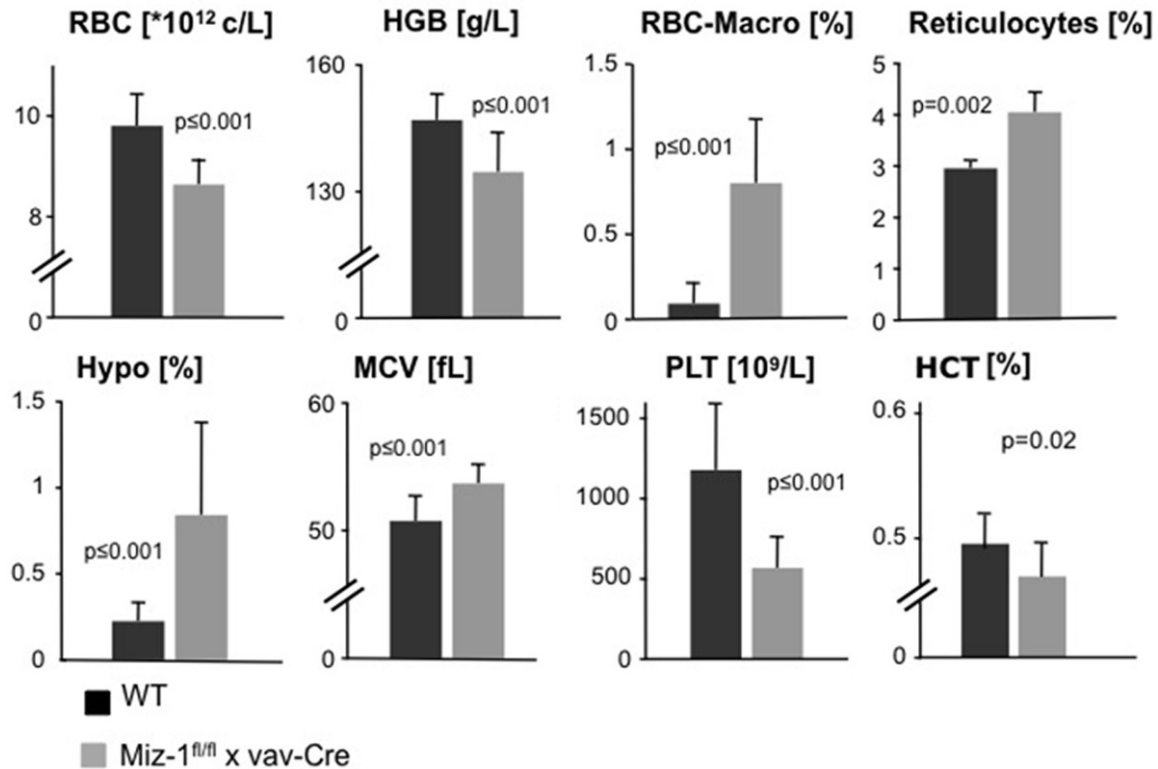 RBC [*10¹² c/L]
10
8
0
p≤0.001
HGB [g/L]
160
130
0
p≤0.001
RBC-Macro [%]
1.5
1
0.5
0
p≤0.001
Reticulocytes [%]
5
4
3
2
1
0
p=0.002
Hypo [%]
1.5
1
0.5
0
p≤0.001
MCV [fL]
60
50
0
p≤0.001
PLT [10⁹/L]
1500
1000
500
0
p≤0.001
HCT [%]
0.6
0.5
0
p=0.02
WT
Miz-1ᶠˡ/ᶠˡ x vav-Cre